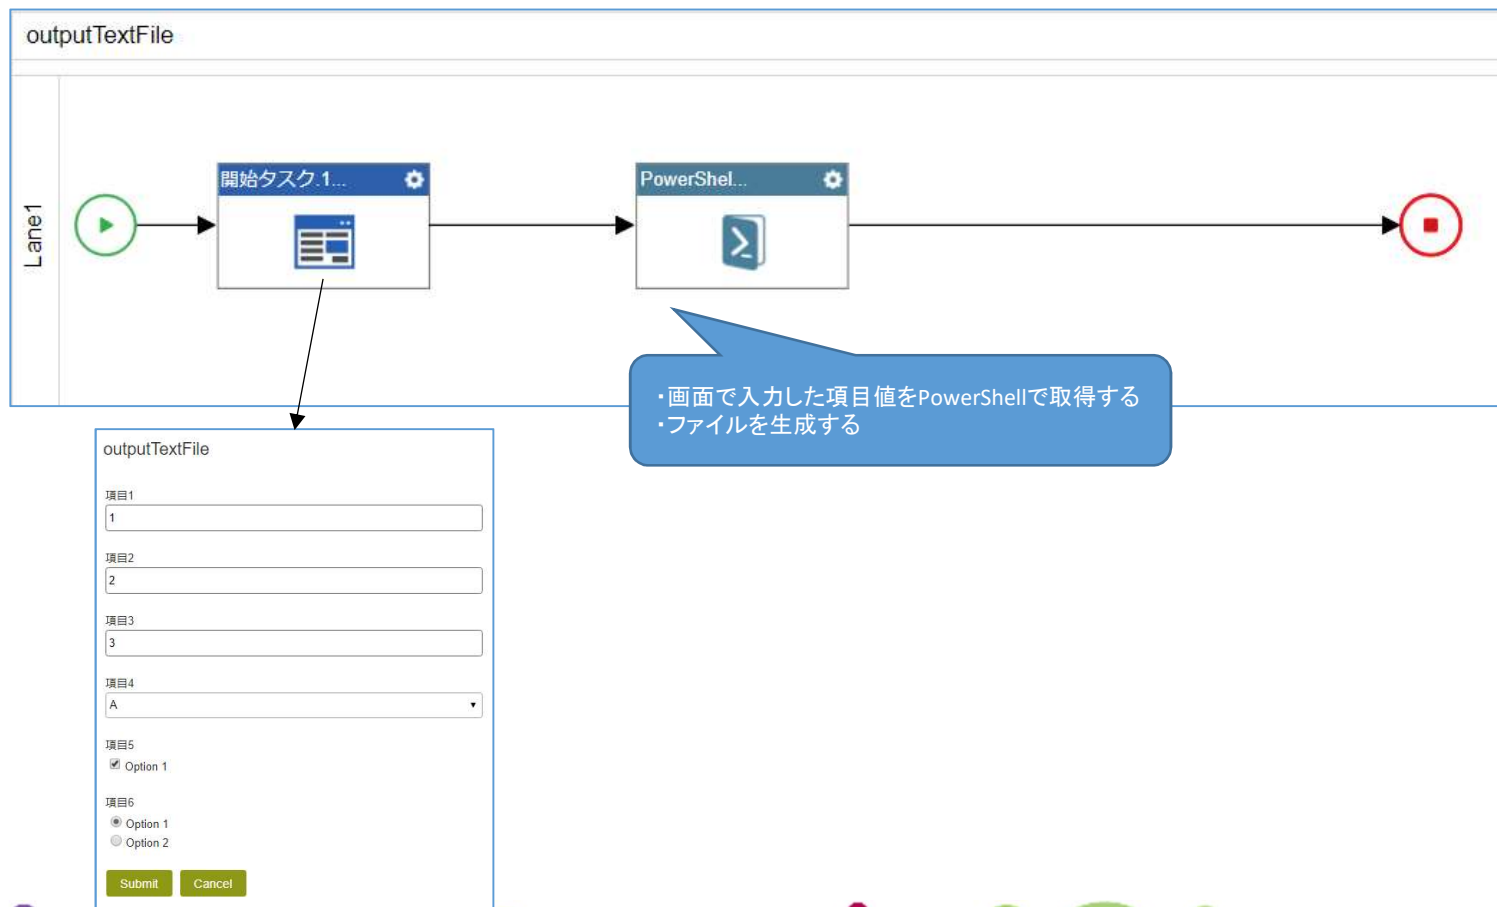 outputTextFile
Lane1
開始タスク.1...
PowerShel...
・画面で入力した項目値をPowerShellで取得する
・ファイルを生成する
outputTextFile
項目1
1
項目2
2
項目3
3
項目4
A
項目5
Option 1
項目6
Option 1
Option 2
Submit Cancel